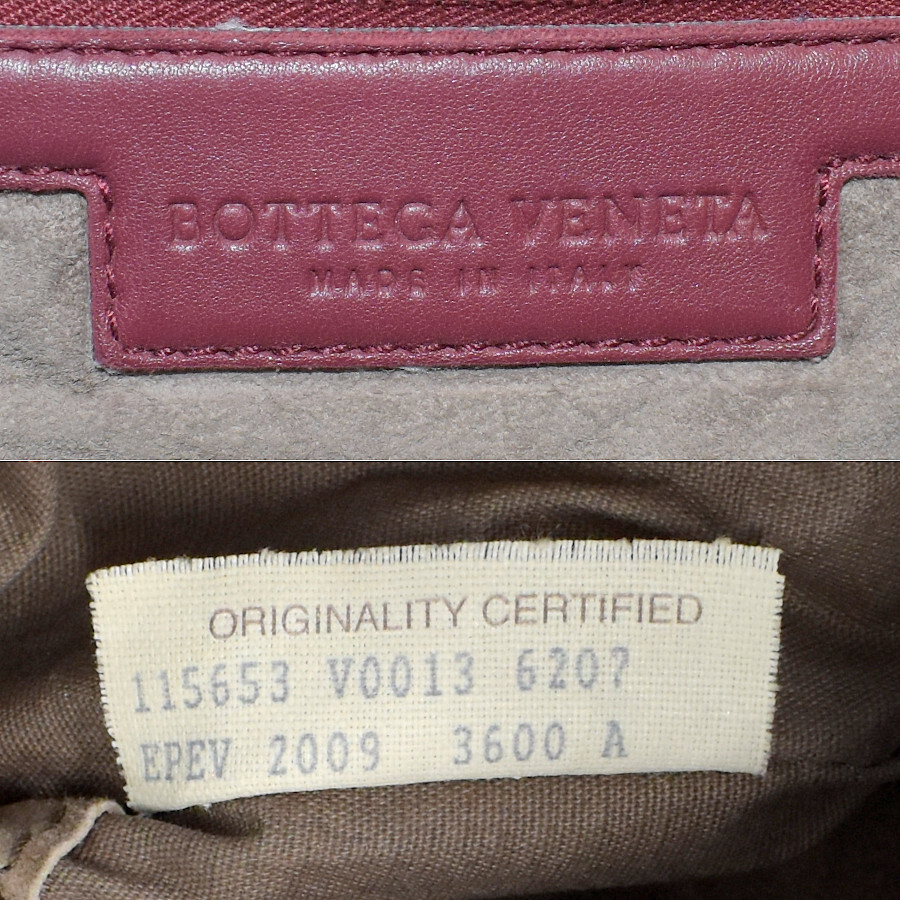 BOTTEGA VENETA
MADE IN ITALY
ORIGINALITY CERTIFIED
115653 V0013 6207
EPEV 2009 3600 A